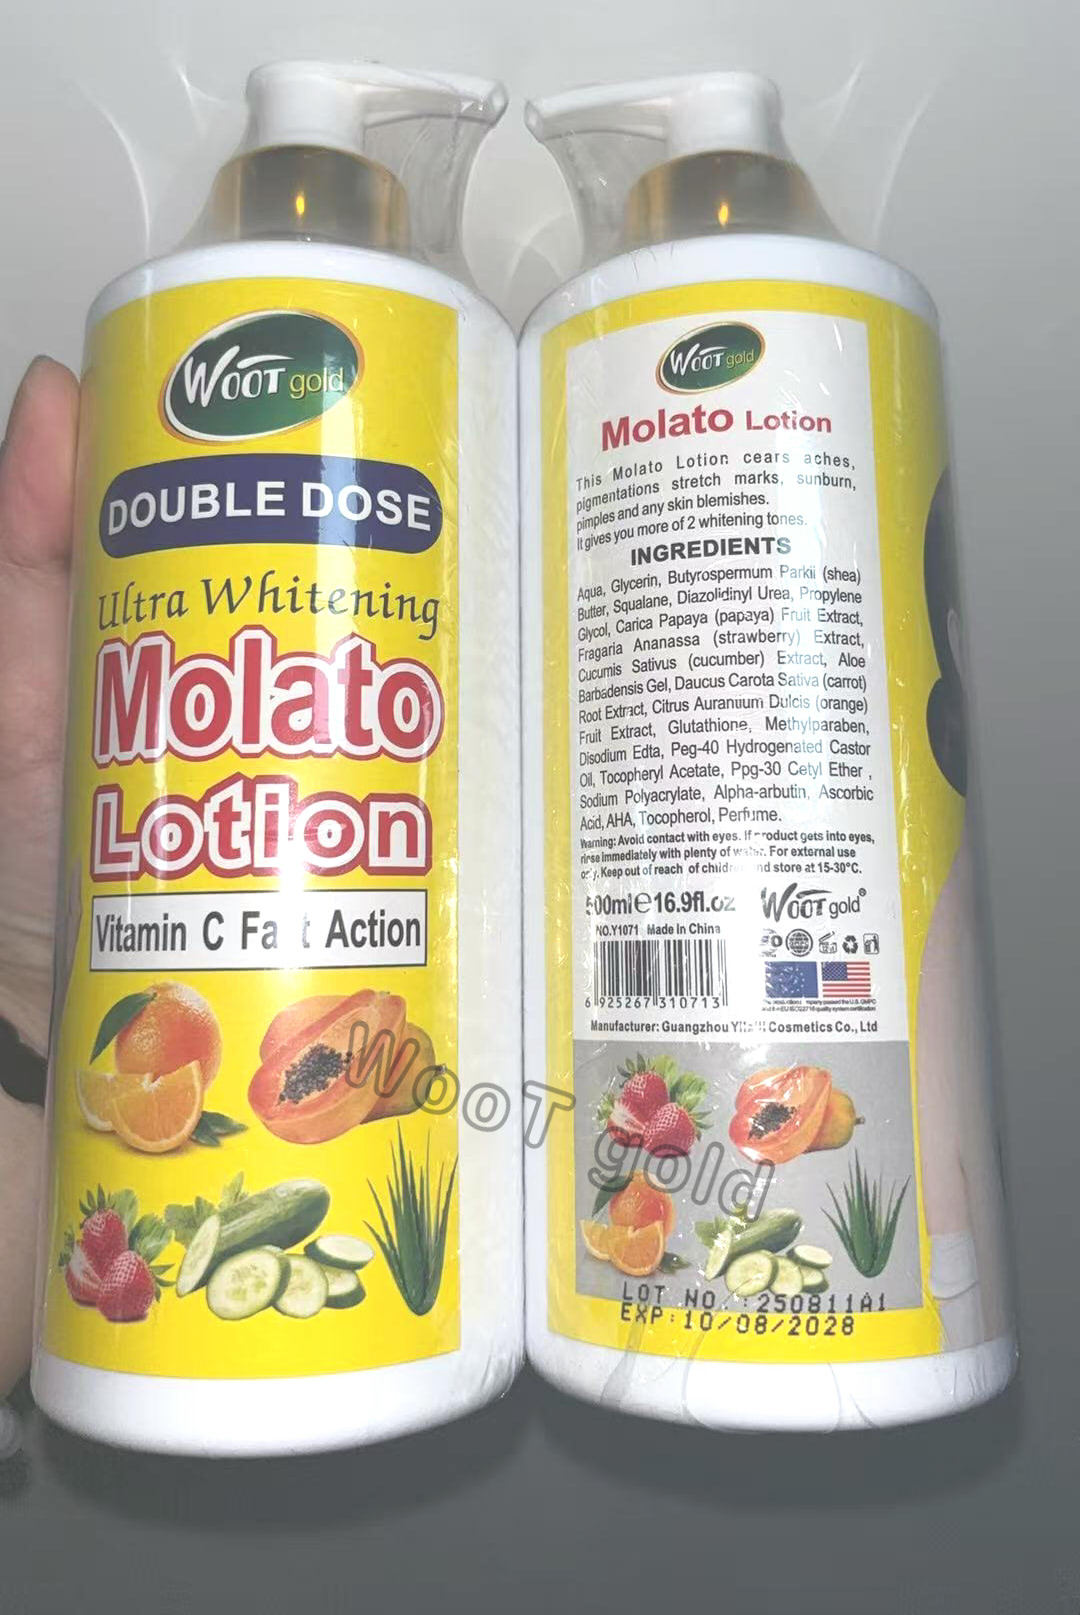 WOOT gold
DOUBLE DOSE
Ultra Whitening
Molato
Lotion
Vitamin C Fa t Action
WOOT gold
Molato Lotion
This Molato Lotion cears aches,
pigmentations stretch marks, sunburn,
pimples and any skin blemishes.
It gives you more of 2 whitening tones.
INGREDIENTS
Aqua, Glycerin, Butyrospermum Parkii (shea)
Butter, Squalane, Diazolidinyl Urea, Propylene
Glycol, Carica Papaya (papaya) Fruit Extract,
Fragaria Ananassa (strawberry) Extract,
Cucumis Sativus (cucumber) Extract, Aloe
Barbadensis Gel, Daucus Carota Sativa (carrot)
Root Extract, Citrus Aurantium Dulcis (orange)
Fruit Extract, Glutathione, Methylparaben,
Disodium Edta, Peg-40 Hydrogenated Castor
Oil, Tocopheryl Acetate, Ppg-30 Cetyl Ether ,
Sodium Polyacrylate, Alpha-arbutin, Ascorbic
Acid, AHA, Tocopherol, Perfume.
Warning: Avoid contact with eyes. If product gets into eyes,
rinse immediately with plenty of water. For external use
only. Keep out of reach of children and store at 15-30°C.
500ml e 16.9fl.oz
WOOT gold®
NO.Y1071 Made in China
6 925267 310713
Manufacturer: Guangzhou Cosmetics Co., Ltd
WooT gold
LOT NO.:250811A1
EXP:10/08/2028